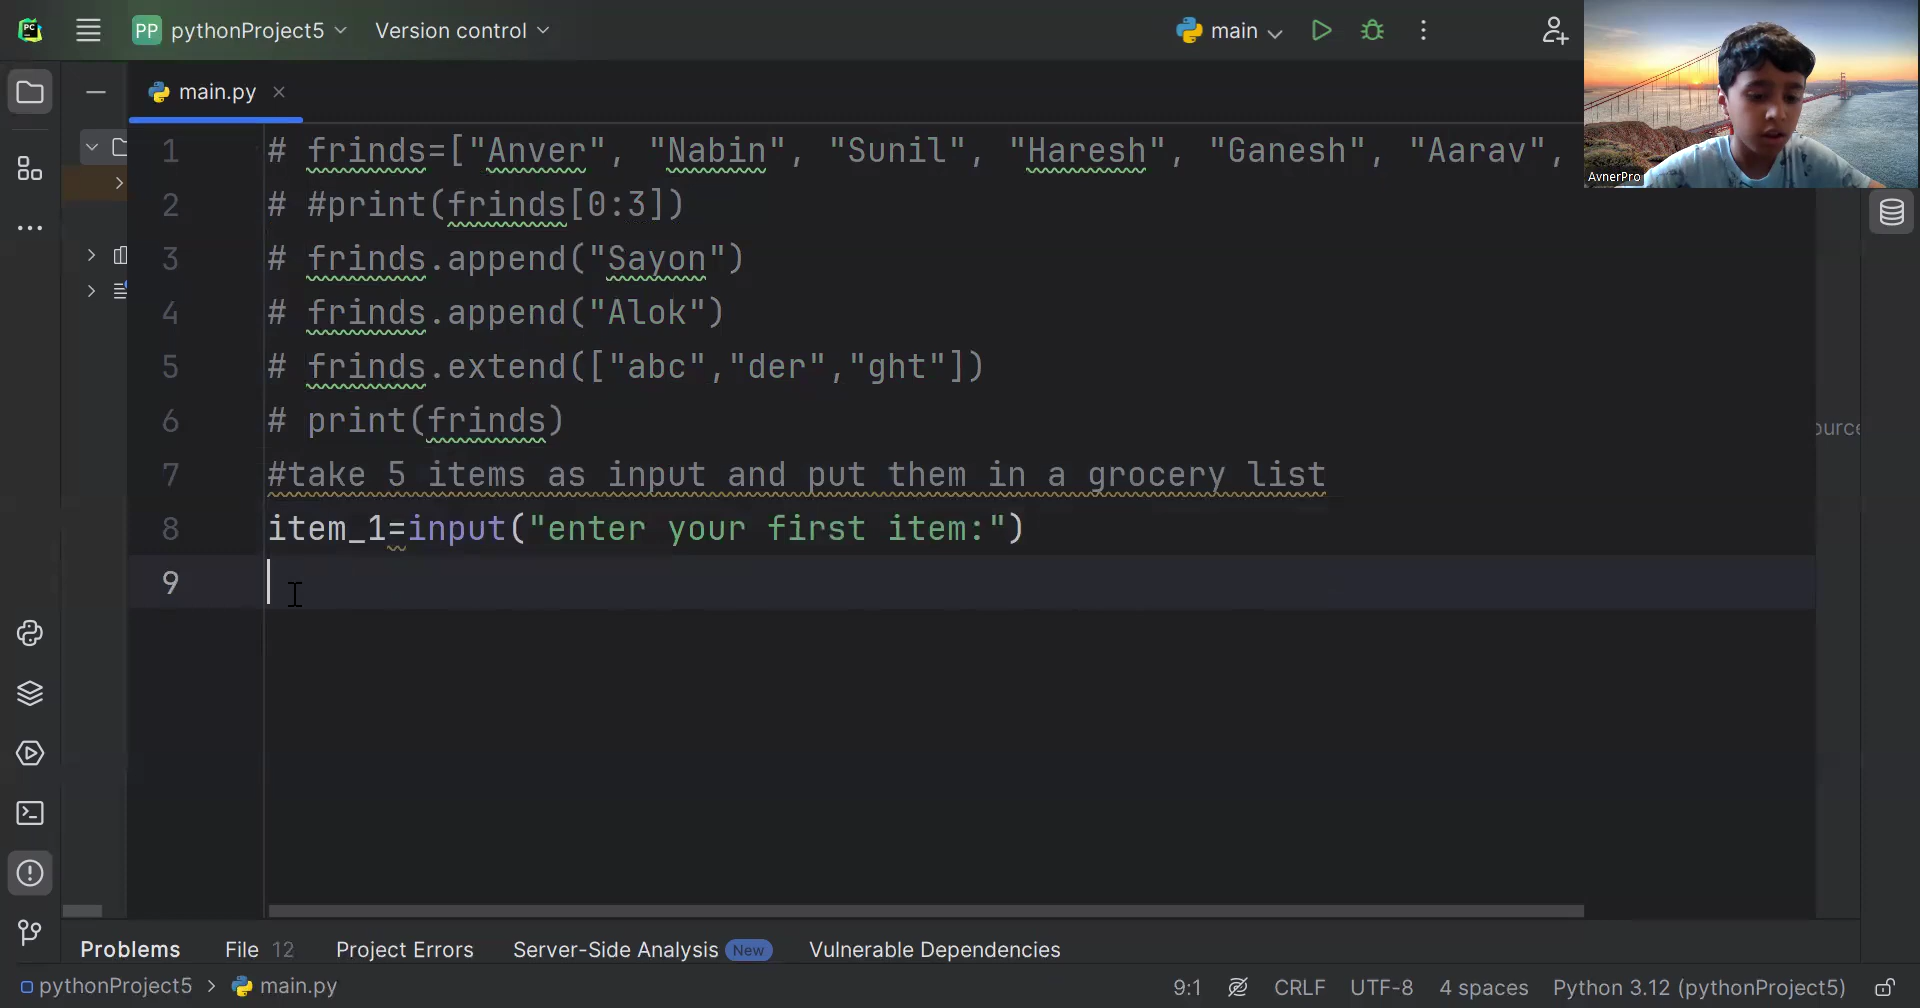 PC
PP pythonProject5 Version control main
main.py
AvnerPro
1 # frinds=["Anver", "Nabin", "Sunil", "Haresh", "Ganesh", "Aarav",
2 # #print(frinds[0:3])
3 # frinds.append("Sayon")
4 # frinds.append("Alok")
5 # frinds.extend(["abc","der","ght"])
6 # print(frinds)
7 #take 5 items as input and put them in a grocery list
8 item_1=input("enter your first item:")
9
ource
Problems File 12 Project Errors Server-Side Analysis New Vulnerable Dependencies
pythonProject5 > main.py 9:1 CRLF UTF-8 4 spaces Python 3.12 (pythonProject5)